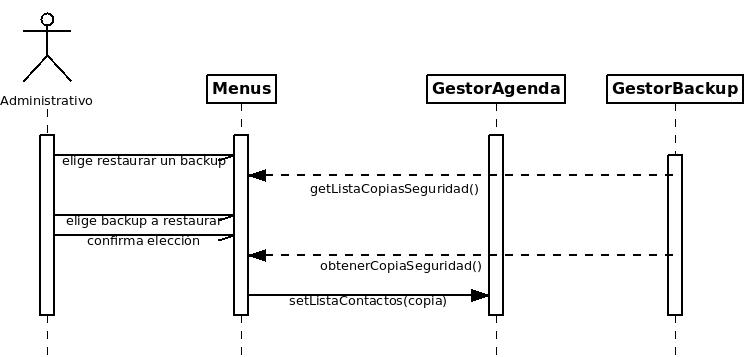 Administrativo
Menus
GestorAgenda
GestorBackup
elige restaurar un backup
getListaCopiasSeguridad()
elige backup a restaurar
confirma elección
obtenerCopiaSeguridad()
setListaContactos(copia)